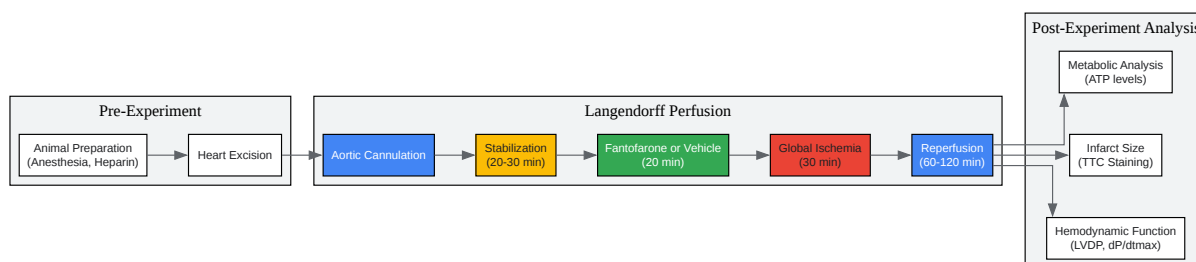 Pre-Experiment
Animal Preparation
(Anesthesia, Heparin)
Heart Excision
Langendorff Perfusion
Aortic Cannulation
Stabilization
(20-30 min)
Fantofarone or Vehicle
(20 min)
Global Ischemia
(30 min)
Reperfusion
(60-120 min)
Post-Experiment Analysis
Metabolic Analysis
(ATP levels)
Infarct Size
(TTC Staining)
Hemodynamic Function
(LVDP, dP/dtmax)